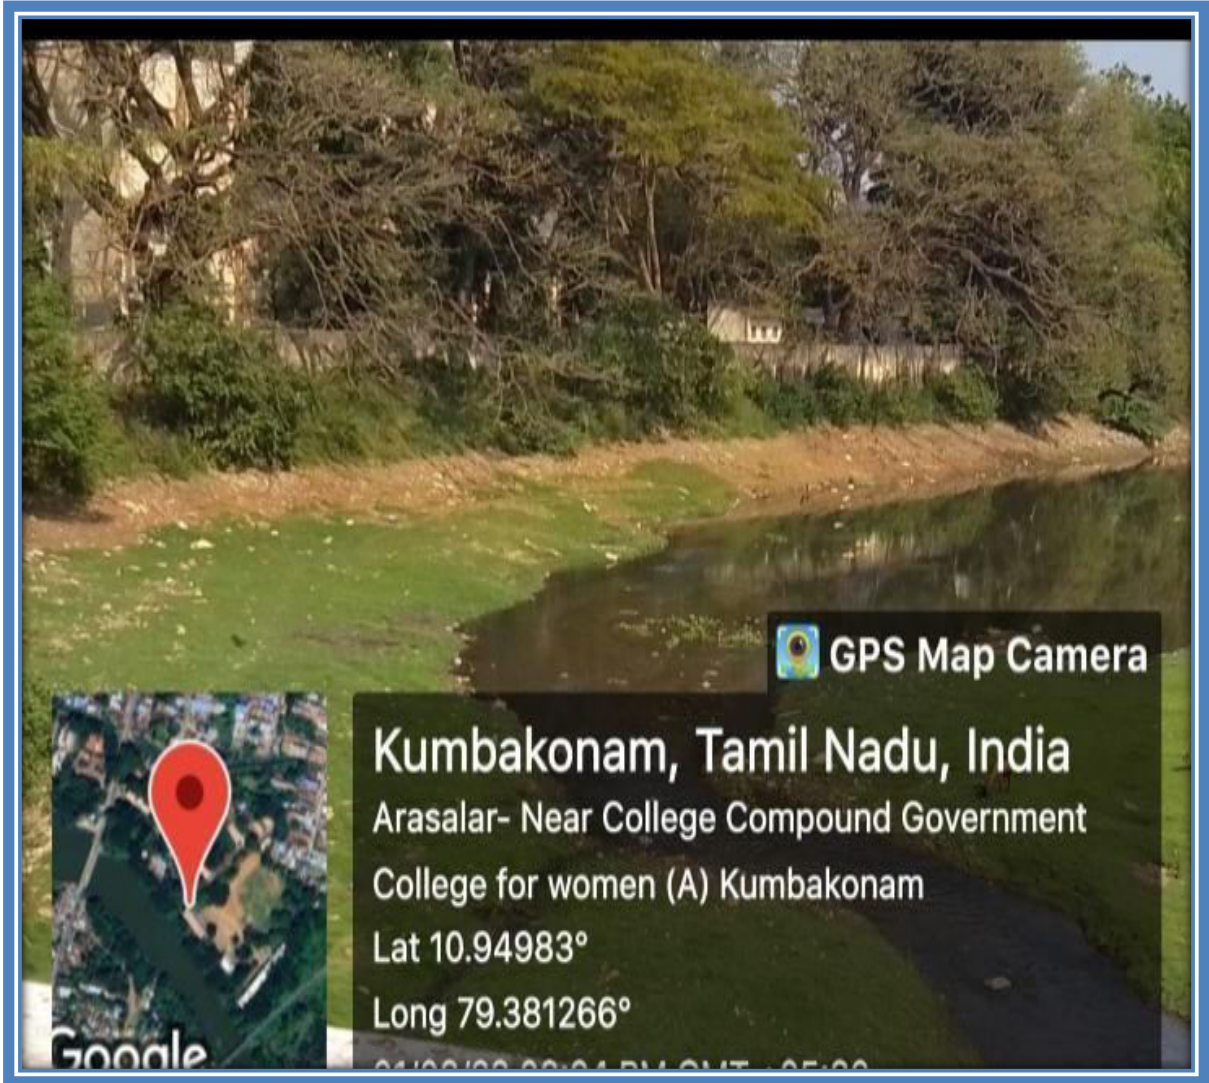 GPS Map Camera
Kumbakonam, Tamil Nadu, India
Arasalar- Near College Compound Government
College for women (A) Kumbakonam
Lat 10.94983°
Long 79.381266°
Google